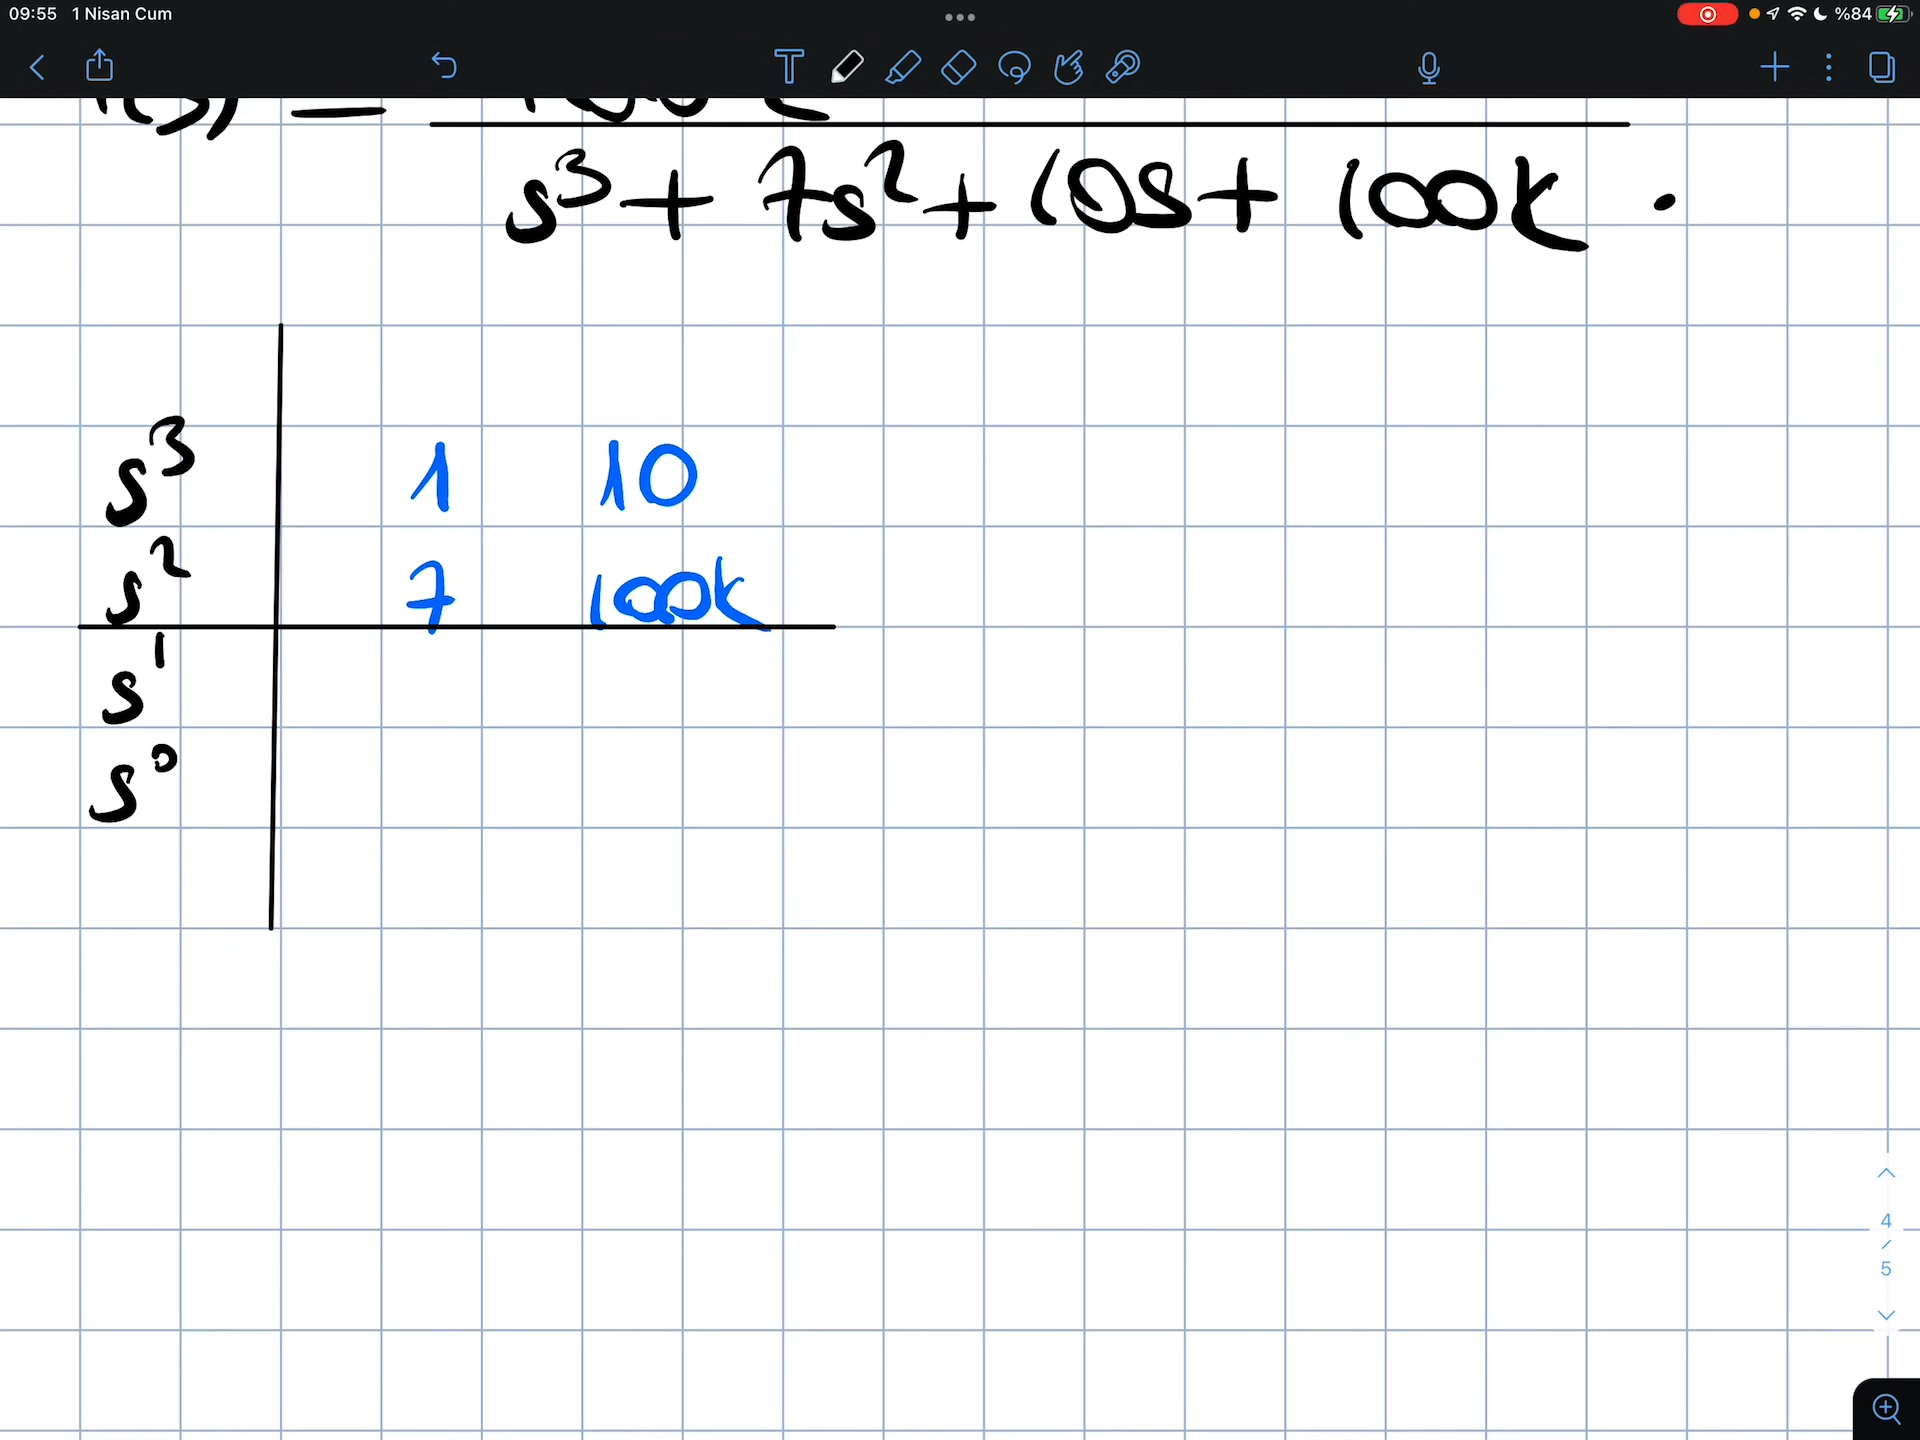 09:55 1 Nisan Cum %84
T
s³ + 7s² + 10s + 100k .
s³ 1 10
s² 7 100k
s¹
s⁰
4
/
5